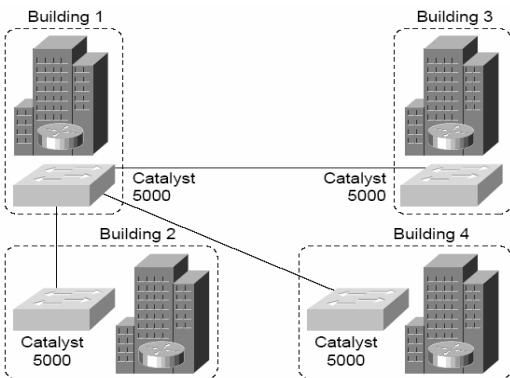 Building 1
Building 3
Catalyst
5000
Catalyst
5000
Building 2
Building 4
Catalyst
5000
Catalyst
5000